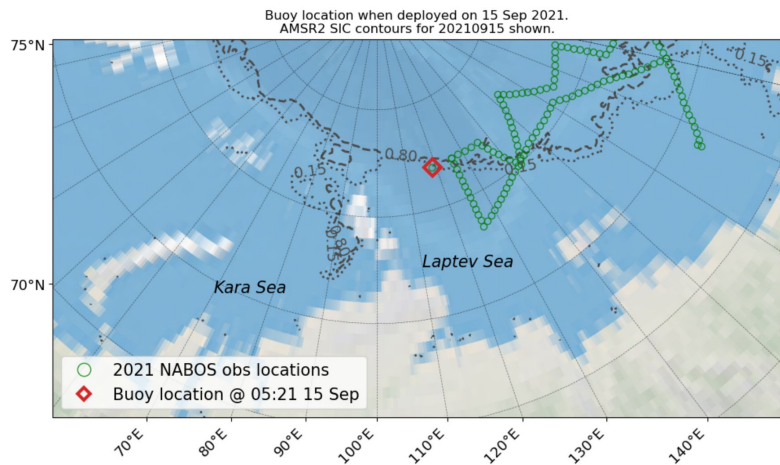 Buoy location when deployed on 15 Sep 2021.
AMSR2 SIC contours for 20210915 shown.
75°N
0.15
0.80
0.15
0.15
0.80
0.15
Laptev Sea
Kara Sea
70°N
2021 NABOS obs locations
Buoy location @ 05:21 15 Sep
70°E
80°E
90°E
100°E
110°E
120°E
130°E
140°E